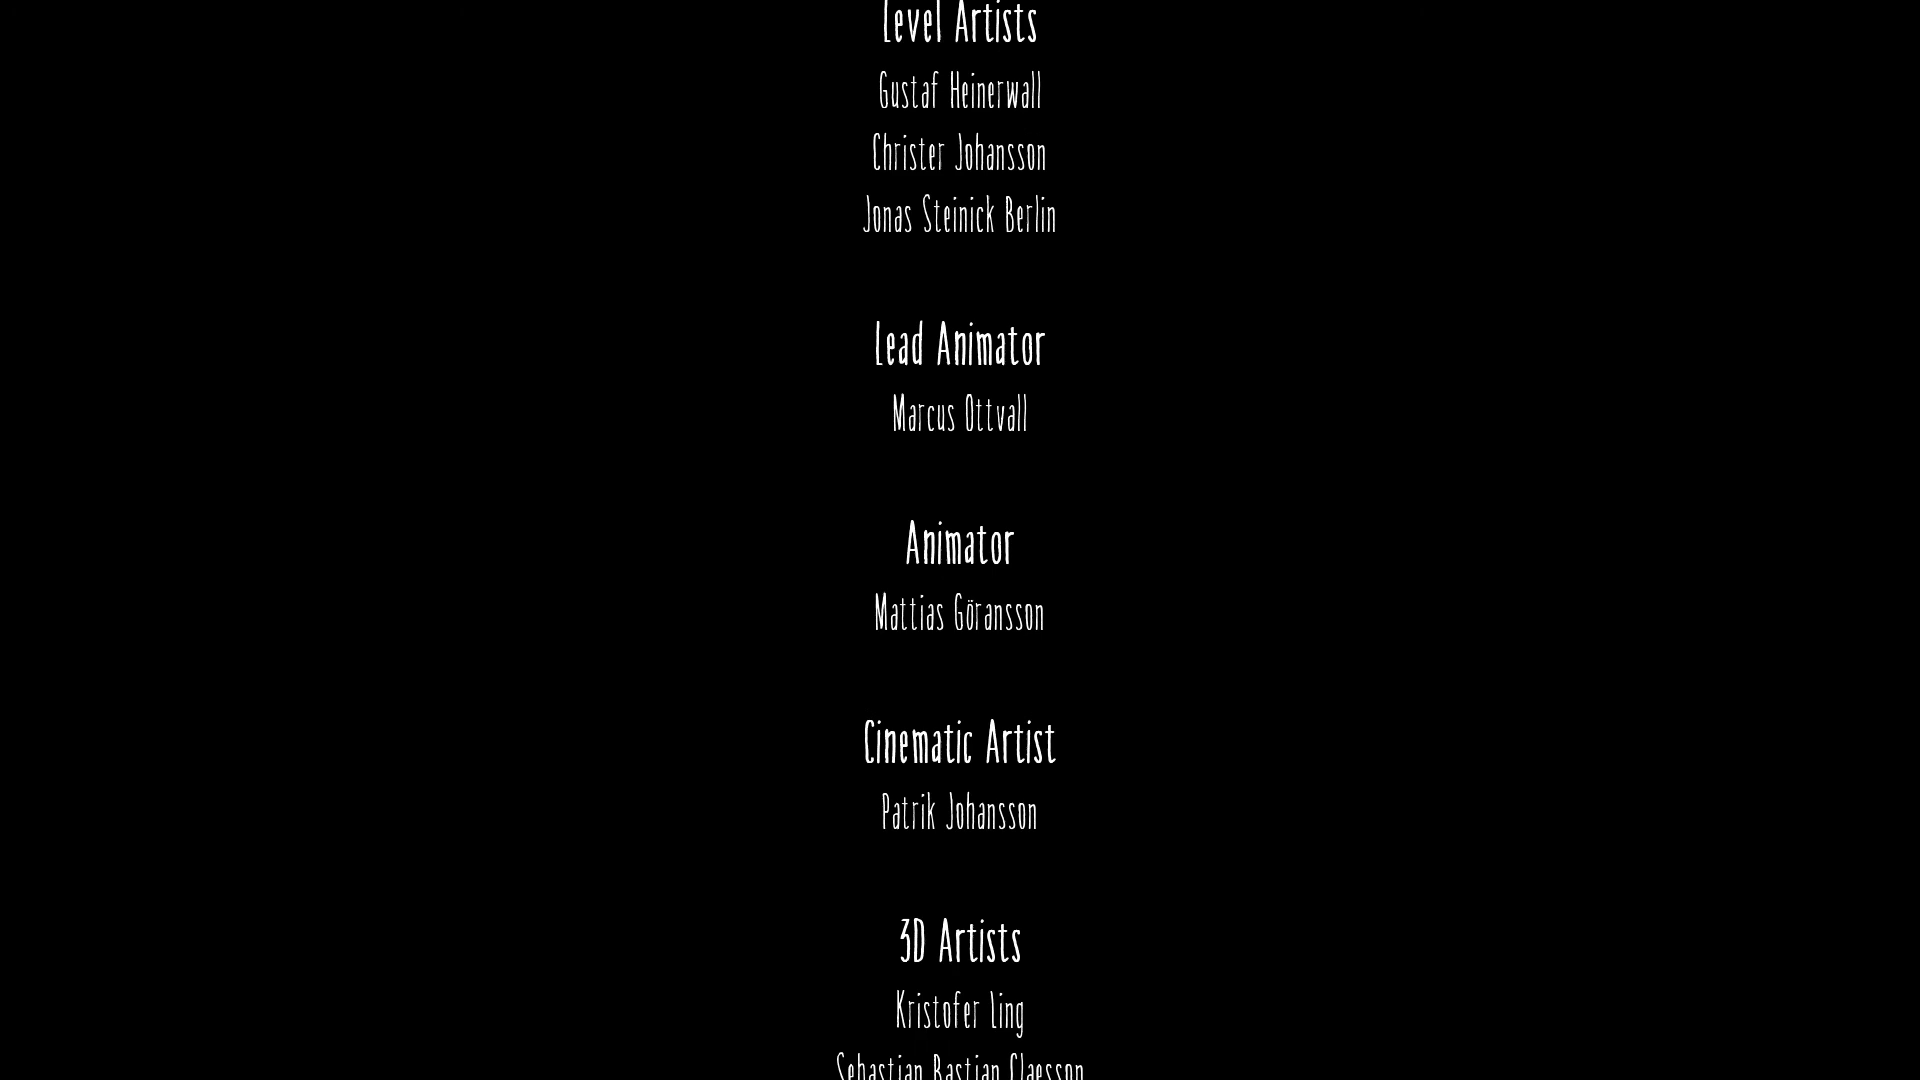 Level Artists
Gustaf Heinerwall
Christer Johansson
Jonas Steinick Berlin
Lead Animator
Marcus Ottvall
Animator
Mattias Göransson
Cinematic Artist
Patrik Johansson
3D Artists
Kristofer Ling
Sebastian Bastian Claesson